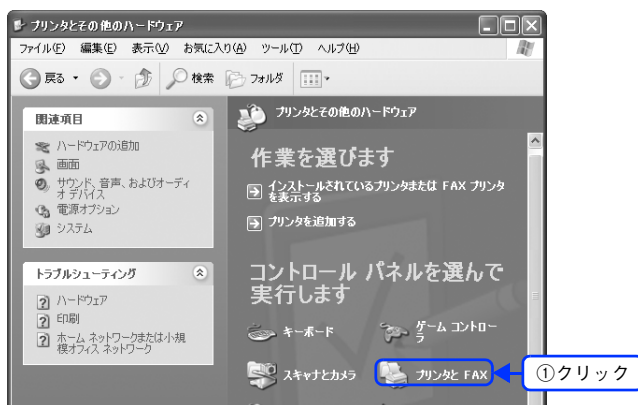 プリンタとその他のハードウェア
ファイル(F) 編集(E) 表示(V) お気に入り(A) ツール(T) ヘルプ(H)
戻る 検索 フォルダ
関連項目
ハードウェアの追加
画面
サウンド、音声、およびオーディ
オ デバイス
電源オプション
システム
トラブルシューティング
ハードウェア
印刷
ホーム ネットワークまたは小規
模オフィス ネットワーク
プリンタとその他のハードウェア
作業を選びます
インストールされているプリンタまたは FAX プリンタ
を表示する
プリンタを追加する
コントロール パネルを選んで
実行します
キーボード
ゲーム コントロー
ラ
スキャナとカメラ
プリンタと FAX
①クリック